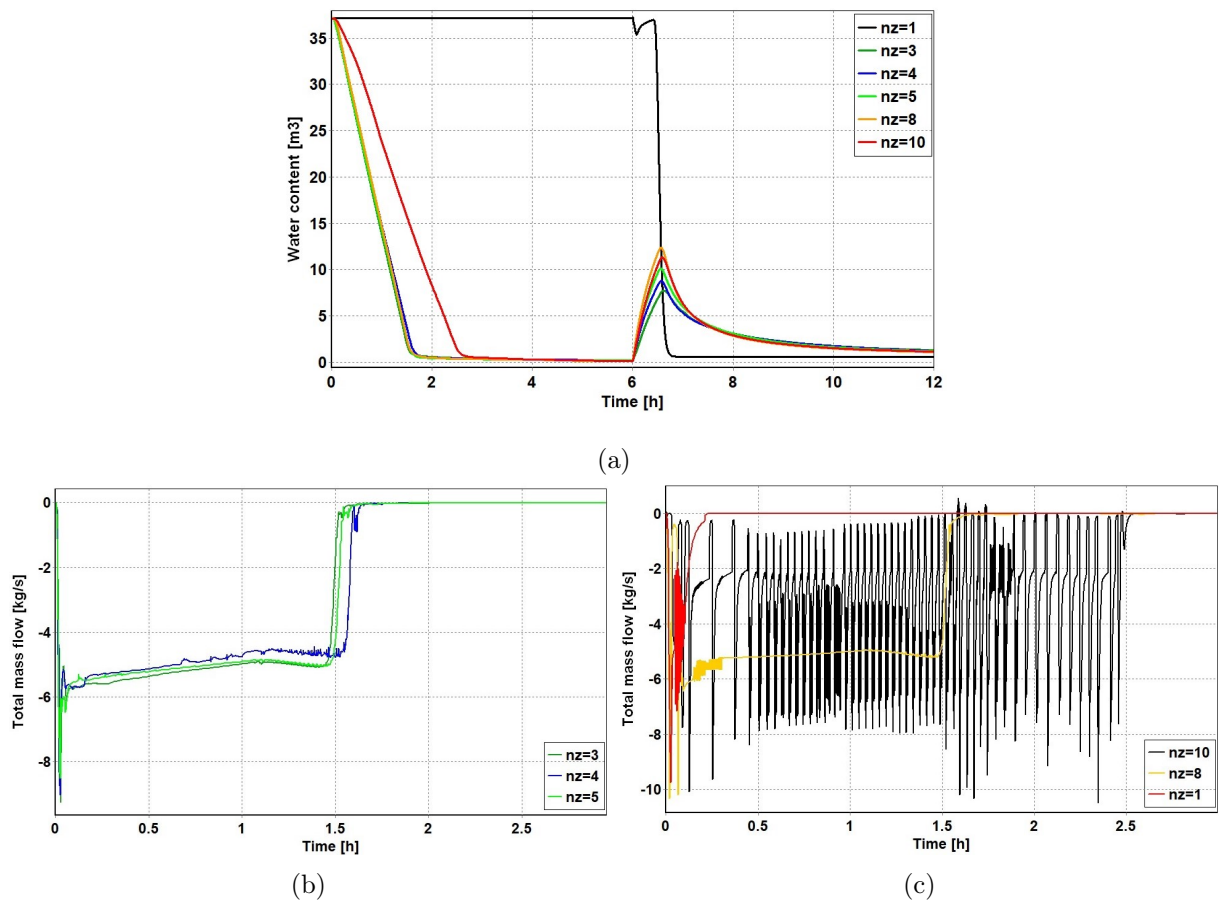 Water content [m3]
35
30
25
20
15
10
5
0
0 2 4 6 8 10 12
Time [h]
nz=1
nz=3
nz=4
nz=5
nz=8
nz=10
(a)
Total mass flow [kg/s]
0
-2
-4
-6
-8
0 0.5 1 1.5 2 2.5
Time [h]
nz=3
nz=4
nz=5
(b)
Total mass flow [kg/s]
0
-2
-4
-6
-8
-10
0 0.5 1 1.5 2 2.5
Time [h]
nz=10
nz=8
nz=1
(c)